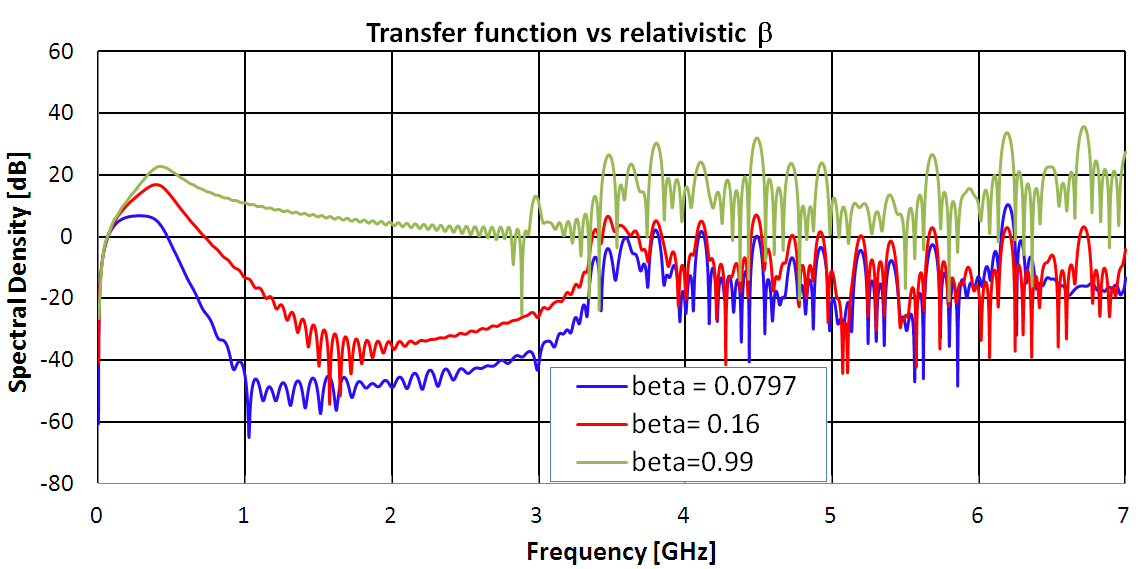 Transfer function vs relativistic β
60
40
20
0
-20
-40
-60
-80
Spectral Density [dB]
beta = 0.0797
beta= 0.16
beta=0.99
0 1 2 3 4 5 6 7
Frequency [GHz]